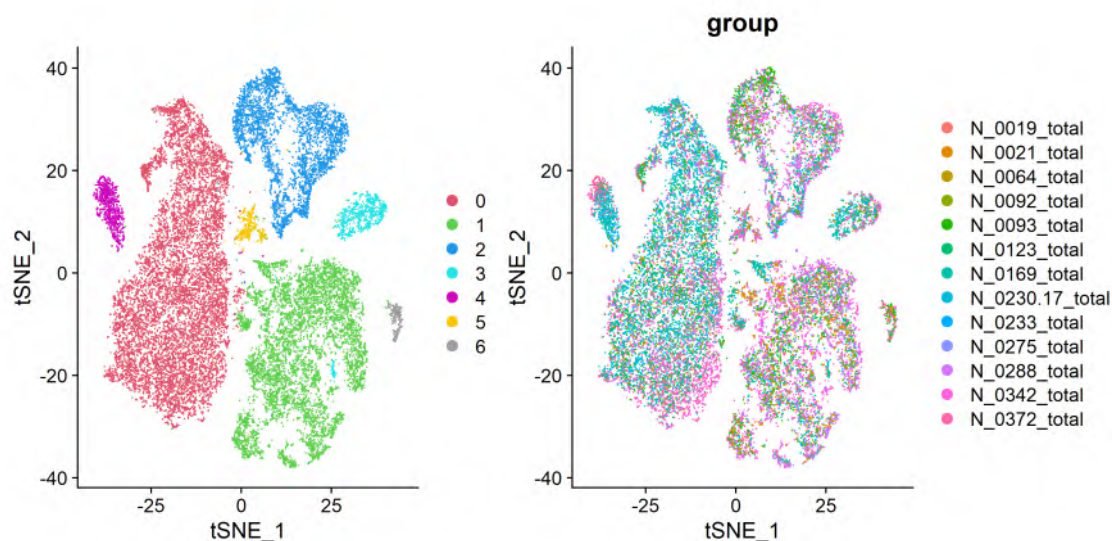 group
40
20
0
-20
-40
tSNE_2
-25
0
25
tSNE_1
0
1
2
3
4
5
6
40
20
0
-20
-40
tSNE_2
-25
0
25
tSNE_1
N_0019_total
N_0021_total
N_0064_total
N_0092_total
N_0093_total
N_0123_total
N_0169_total
N_0230.17_total
N_0233_total
N_0275_total
N_0288_total
N_0342_total
N_0372_total